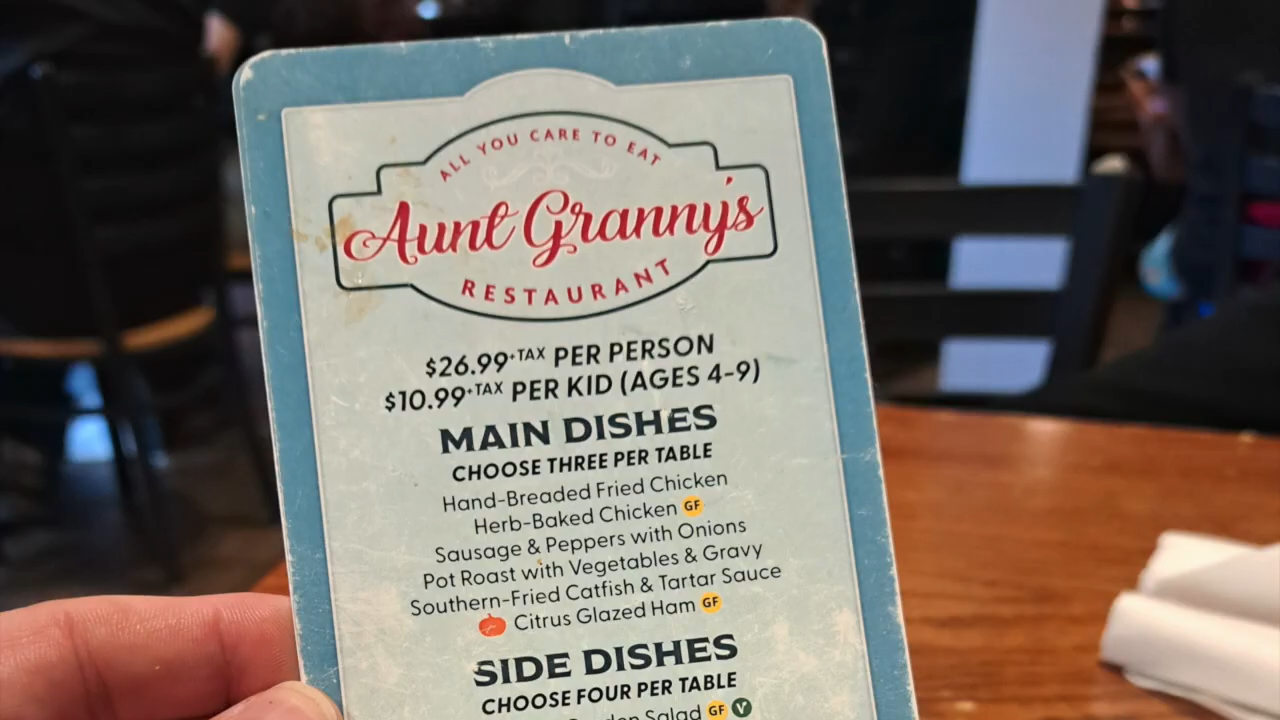 ALL YOU CARE TO EAT
Aunt Granny's
RESTAURANT
$26.99+TAX PER PERSON
$10.99+TAX PER KID (AGES 4-9)
MAIN DISHES
CHOOSE THREE PER TABLE
Hand-Breaded Fried Chicken
Herb-Baked Chicken GF
Sausage & Peppers with Onions
Pot Roast with Vegetables & Gravy
Southern-Fried Catfish & Tartar Sauce
Citrus Glazed Ham GF
SIDE DISHES
CHOOSE FOUR PER TABLE
Salad GF V